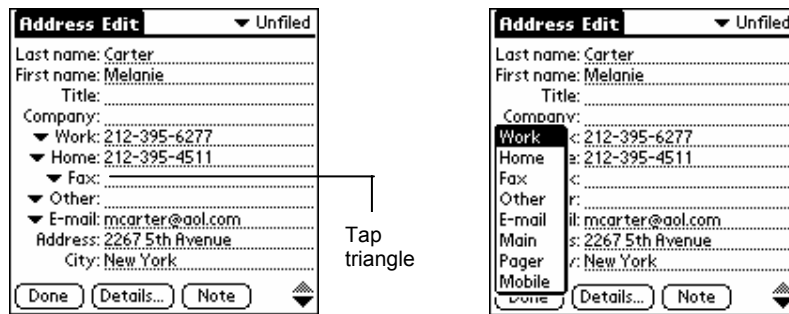 Address Edit Unfiled
Last name: Carter
First name: Melanie
Title:
Company:
Work: 212-395-6277
Home: 212-395-4511
Fax:
Other:
E-mail: mcarter@aol.com
Address: 2267 5th Avenue
City: New York
Done Details... Note
Tap
triangle
Address Edit Unfiled
Last name: Carter
First name: Melanie
Title:
Company:
Work k: 212-395-6277
Home e: 212-395-4511
Fax x:
Other r:
E-mail il: mcarter@aol.com
Main s: 2267 5th Avenue
Pager y: New York
Mobile
Done Details... Note